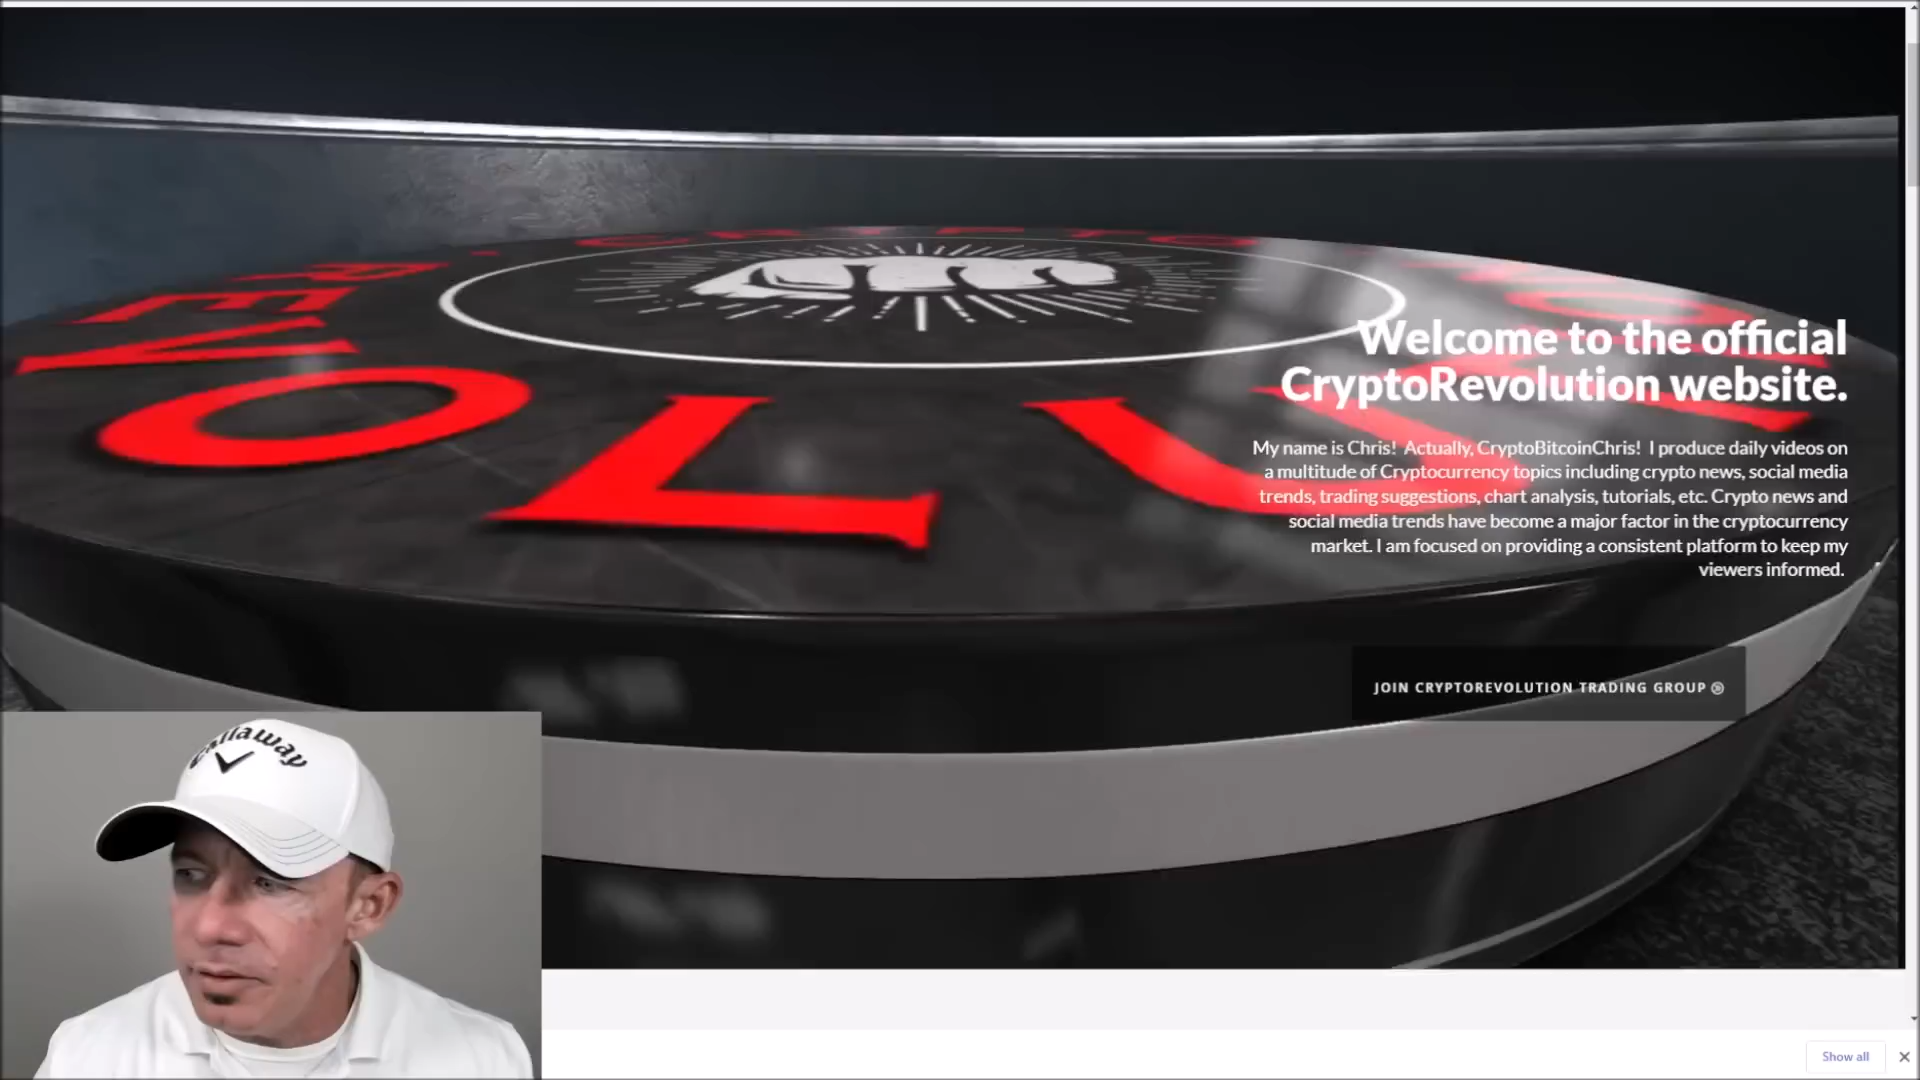 CRYPTO
REVOLUTION
Welcome to the official
CryptoRevolution website.
My name is Chris!  Actually, CryptoBitcoinChris!  I produce daily videos on
a multitude of Cryptocurrency topics including crypto news, social media
trends, trading suggestions, chart analysis, tutorials, etc. Crypto news and
social media trends have become a major factor in the cryptocurrency
market. I am focused on providing a consistent platform to keep my
viewers informed.
JOIN CRYPTOREVOLUTION TRADING GROUP
callaway
Show all